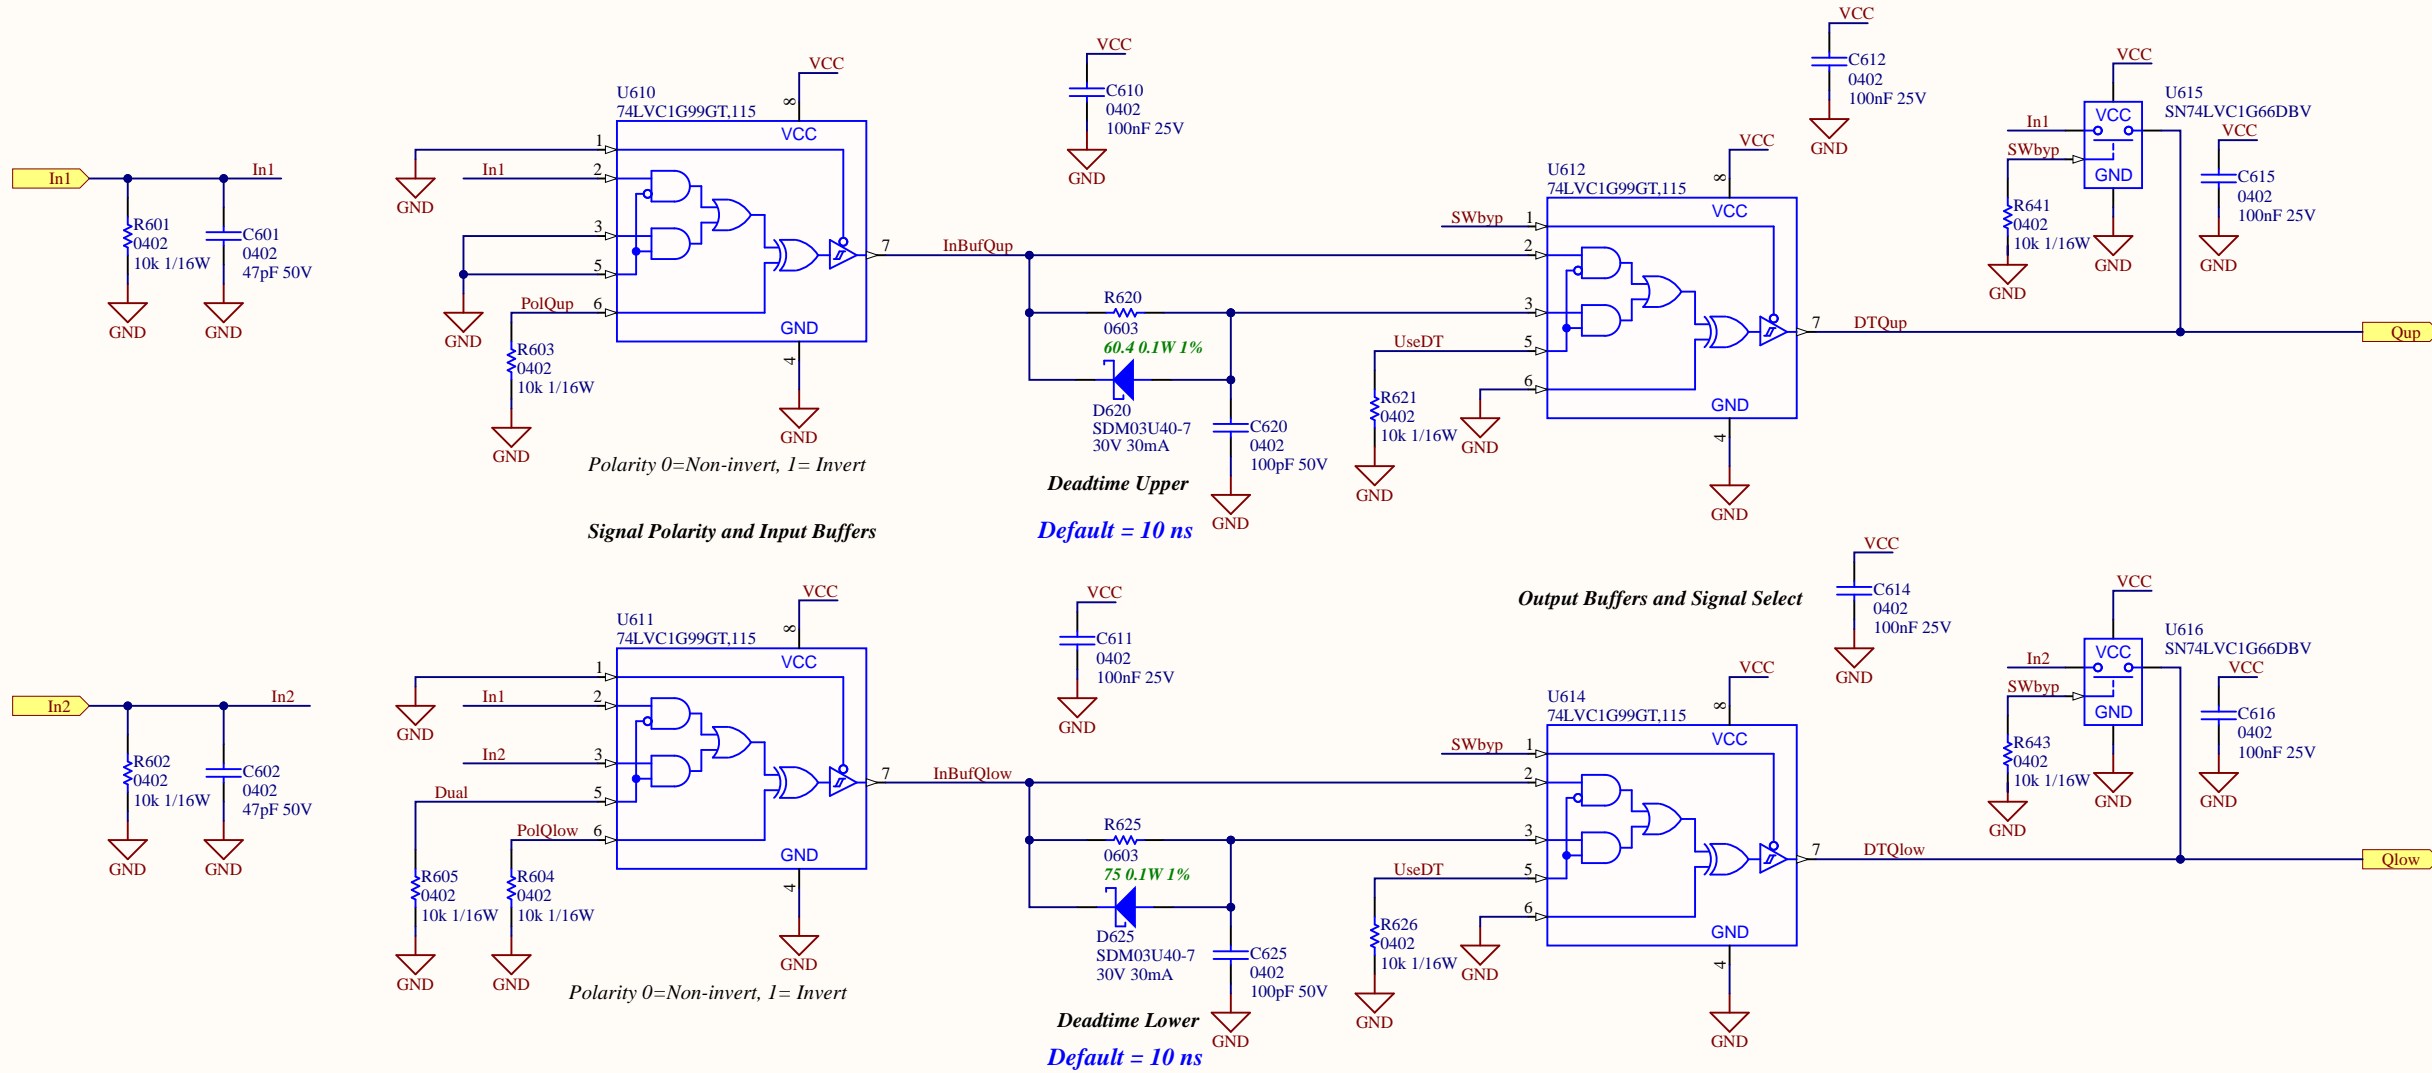 In1
In1
R601
0402
10k 1/16W
GND
C601
0402
47pF 50V
GND
U610
74LVC1G99GT,115
VCC
8
VCC
1
GND
In1
2
3
5
GND
PolQup
6
R603
0402
10k 1/16W
GND
GND
4
GND
7
Polarity 0=Non-invert, 1= Invert
Signal Polarity and Input Buffers
VCC
C610
0402
100nF 25V
GND
InBufQup
R620
0603
60.4 0.1W 1%
D620
SDM03U40-7
30V 30mA
C620
0402
100pF 50V
GND
Deadtime Upper
Default = 10 ns
UseDT
R621
0402
10k 1/16W
GND
GND
U612
74LVC1G99GT,115
VCC
8
VCC
SWbyp
1
2
3
5
6
GND
4
GND
7
DTQup
VCC
C612
0402
100nF 25V
GND
VCC
U615
SN74LVC1G66DBV
In1
SWbyp
VCC
GND
R641
0402
10k 1/16W
GND
GND
VCC
C615
0402
100nF 25V
GND
Qup
In2
In2
R602
0402
10k 1/16W
GND
C602
0402
47pF 50V
GND
U611
74LVC1G99GT,115
VCC
8
VCC
1
GND
In1
2
In2
3
Dual
5
PolQlow
6
R605
0402
10k 1/16W
GND
R604
0402
10k 1/16W
GND
GND
4
GND
7
Polarity 0=Non-invert, 1= Invert
VCC
C611
0402
100nF 25V
GND
InBufQlow
R625
0603
75 0.1W 1%
D625
SDM03U40-7
30V 30mA
C625
0402
100pF 50V
GND
Deadtime Lower
Default = 10 ns
UseDT
R626
0402
10k 1/16W
GND
GND
Output Buffers and Signal Select
U614
74LVC1G99GT,115
VCC
8
VCC
SWbyp
1
2
3
5
6
GND
4
GND
7
DTQlow
VCC
C614
0402
100nF 25V
GND
VCC
U616
SN74LVC1G66DBV
In2
SWbyp
VCC
GND
R643
0402
10k 1/16W
GND
GND
VCC
C616
0402
100nF 25V
GND
Qlow